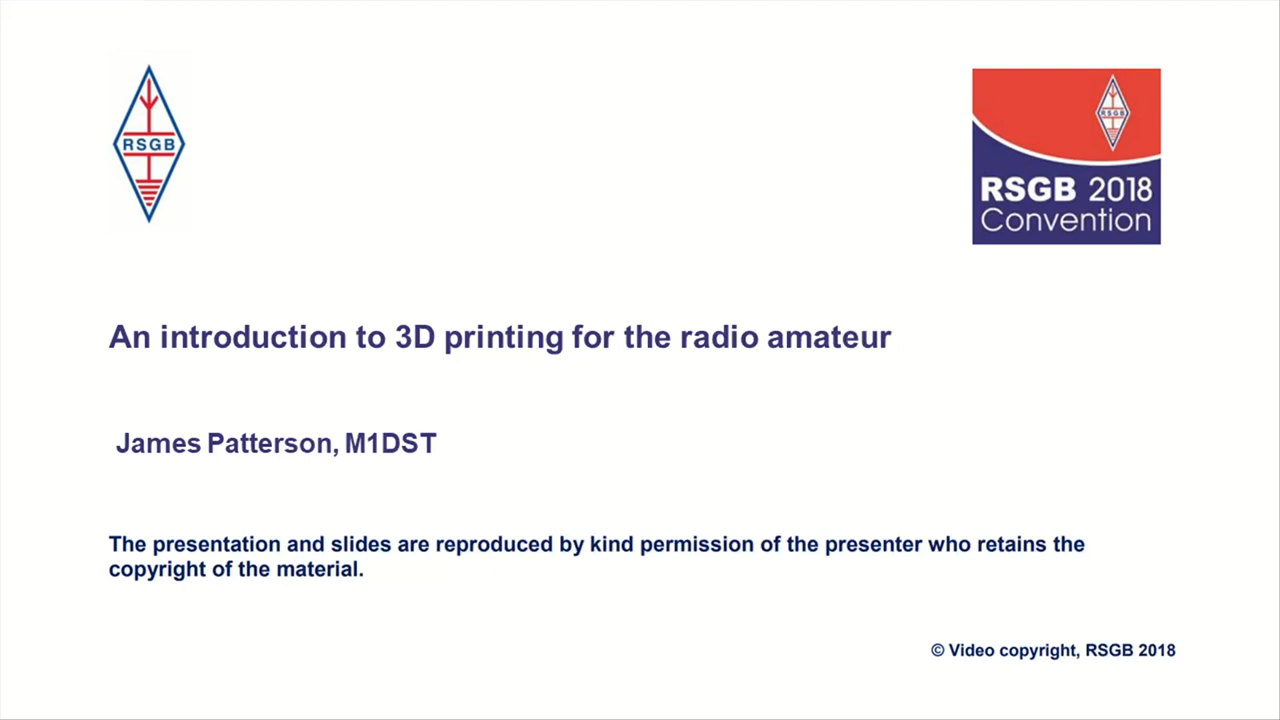 RSGB
RSGB
RSGB 2018
Convention
An introduction to 3D printing for the radio amateur
James Patterson, M1DST
The presentation and slides are reproduced by kind permission of the presenter who retains the
copyright of the material.
© Video copyright, RSGB 2018